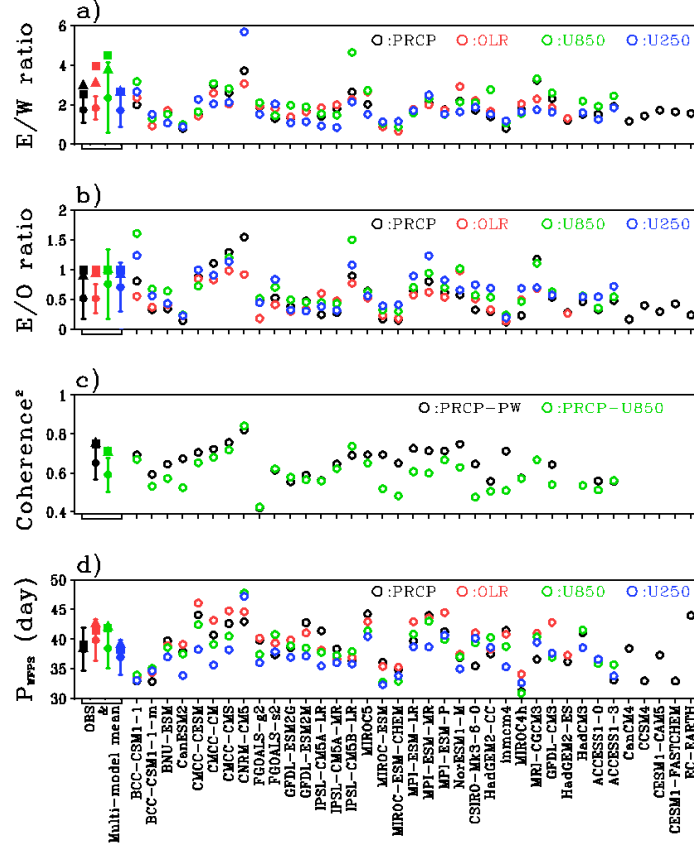 a)
:PRCP :OLR :U850 :U250
E/W ratio
6
4
2
0
b)
:PRCP :OLR :U850 :U250
E/O ratio
2
1.5
1
0.5
0
c)
:PRCP-PW :PRCP-U850
Coherence²
1
0.8
0.6
0.4
d)
:PRCP :OLR :U850 :U250
P_WFPS (day)
50
45
40
35
30
OBS
&
Multi-model mean
BCC-CSM1-1
BCC-CSM1-1-m
BNU-ESM
CanESM2
CMCC-CESM
CMCC-CM
CMCC-CMS
CNRM-CM5
FGOALS-g2
FGOALS-s2
GFDL-ESM2G
GFDL-ESM2M
IPSL-CM5A-LR
IPSL-CM5A-MR
IPSL-CM5B-LR
MIROC5
MIROC-ESM
MIROC-ESM-CHEM
MPI-ESM-LR
MPI-ESM-MR
MPI-ESM-P
NorESM1-M
CSIRO-Mk3-6-0
HadGEM2-CC
Inmcm4
MIROC4h
MRI-CGCM3
GFDL-CM3
HadGEM2-ES
HadCM3
ACCESS1-0
ACCESS1-3
CanCM4
CCSM4
CESM1-CAM5
CESM1-FASTCHEM
EC-EARTH